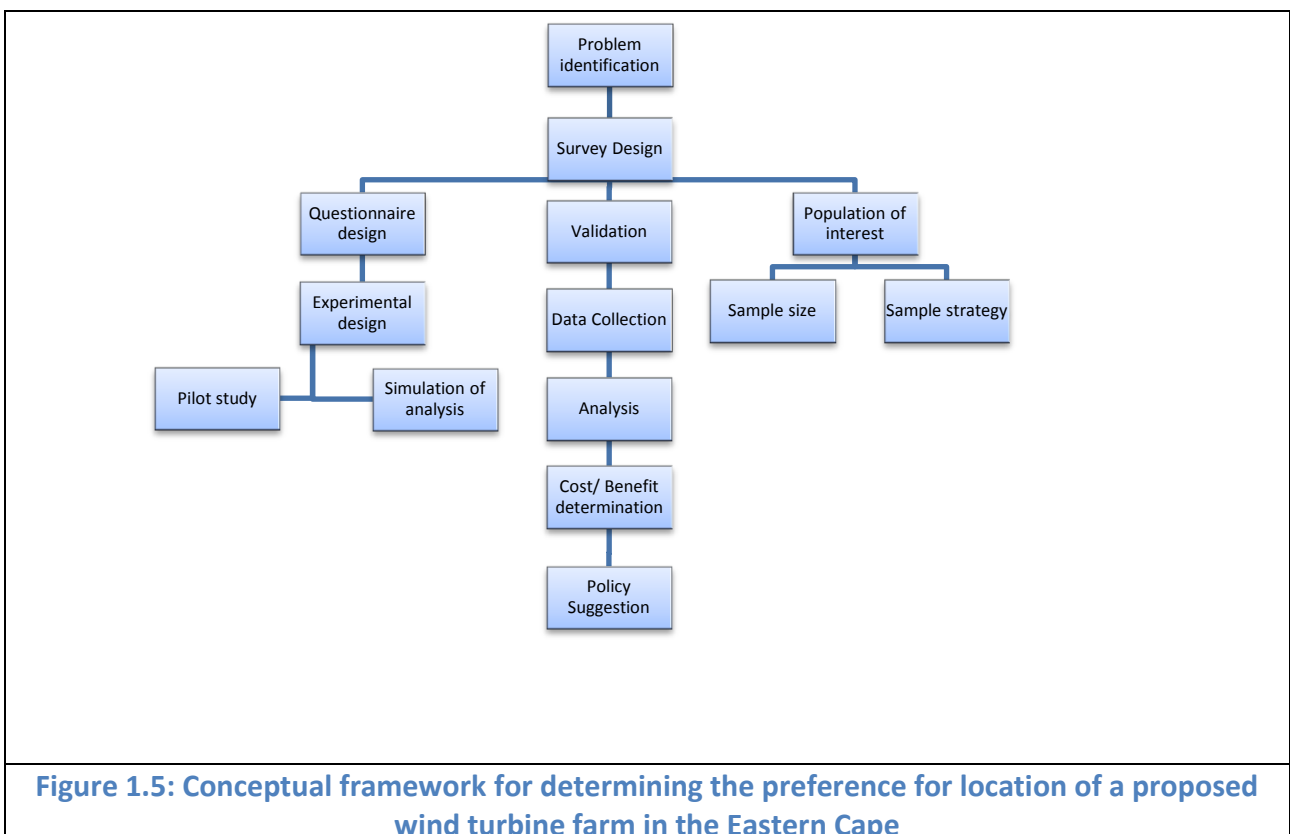 Problem
identification
Survey Design
Questionnaire
design
Validation
Population of
interest
Experimental
design
Data Collection
Sample size
Sample strategy
Pilot study
Simulation of
analysis
Analysis
Cost/ Benefit
determination
Policy
Suggestion
Figure 1.5: Conceptual framework for determining the preference for location of a proposed
wind turbine farm in the Eastern Cape